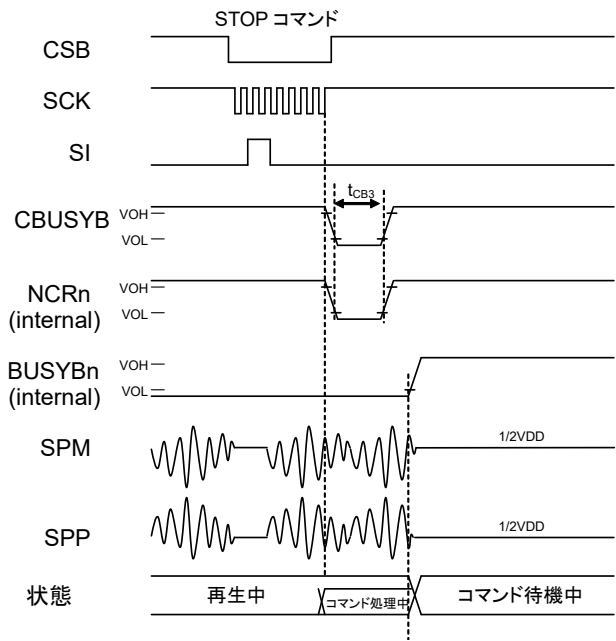 STOP コマンド
CSB
SCK
SI
tCB3
CBUSYB
VOH
VOL
NCRn
(internal)
VOH
VOL
BUSYBn
(internal)
VOH
VOL
SPM
1/2VDD
SPP
1/2VDD
状態
再生中
コマンド処理中
コマンド待機中